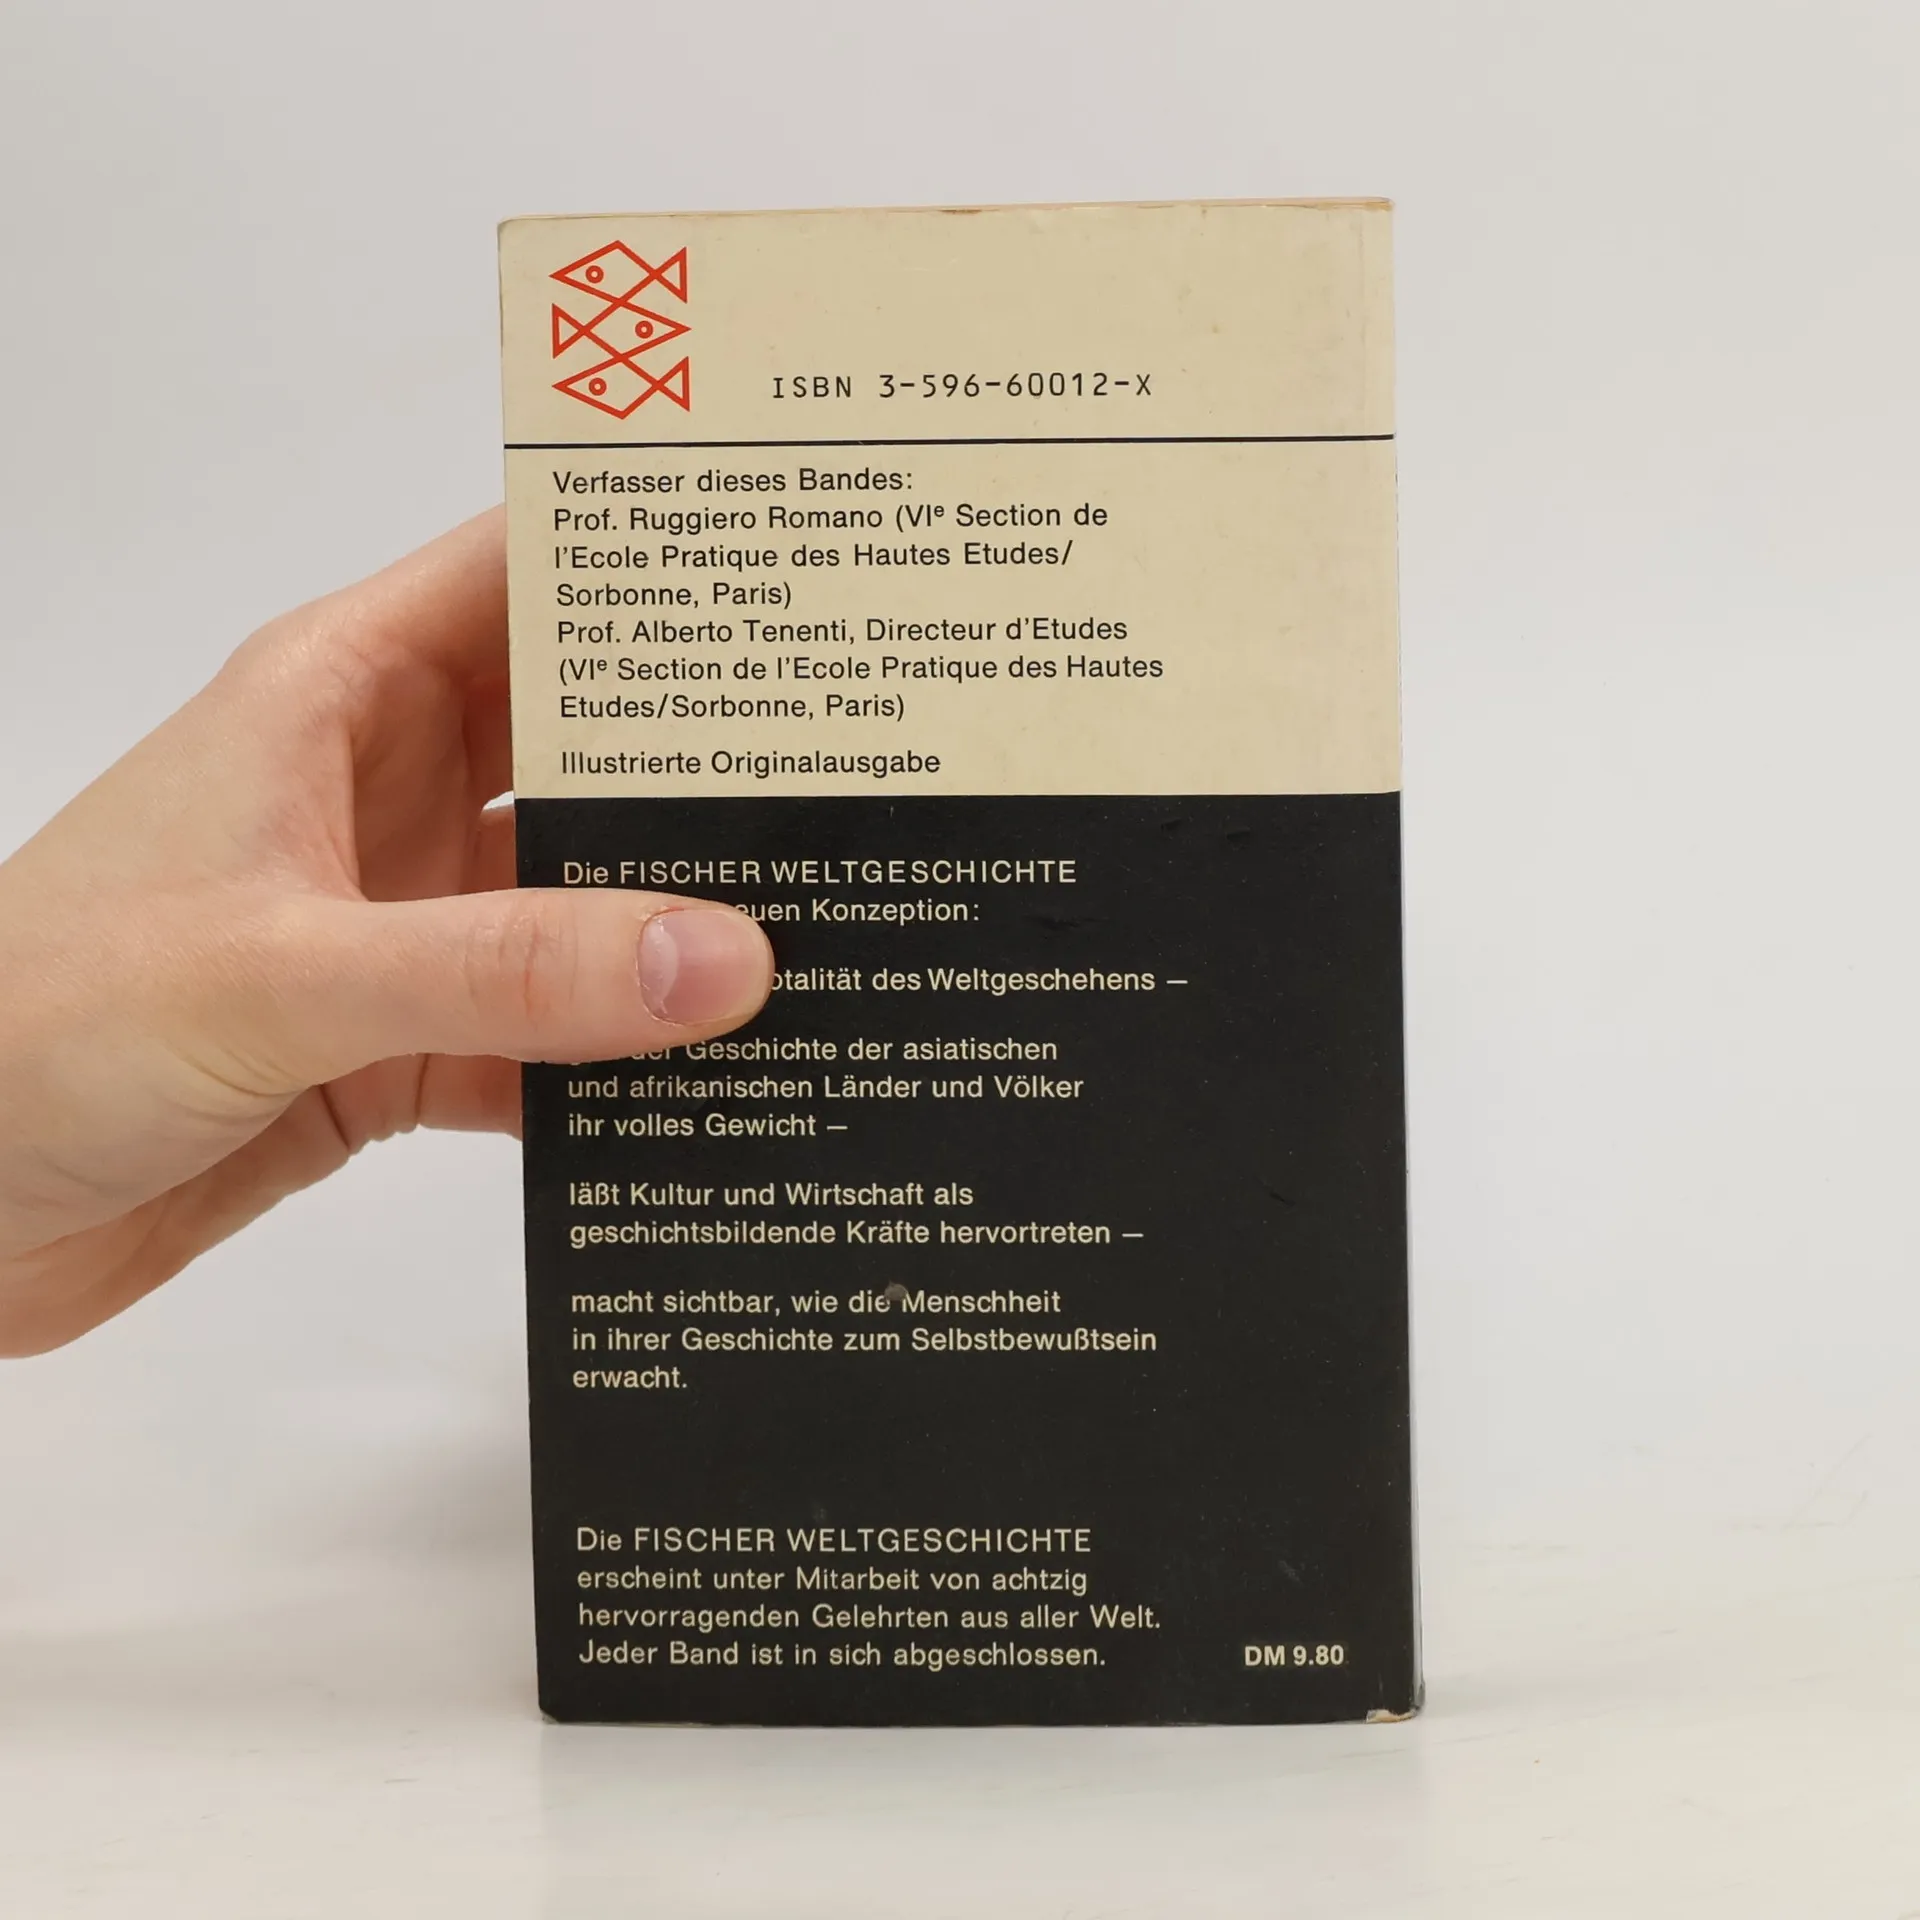 ISBN 3-596-60012-X
Verfasser dieses Bandes:
Prof. Ruggiero Romano (VIᵉ Section de
l'Ecole Pratique des Hautes Etudes/
Sorbonne, Paris)
Prof. Alberto Tenenti, Directeur d'Etudes
(VIᵉ Section de l'Ecole Pratique des Hautes
Etudes/Sorbonne, Paris)
Illustrierte Originalausgabe
Die FISCHER WELTGESCHICHTE
Konzeption:
des Weltgeschehens —
Geschichte der asiatischen
und afrikanischen Länder und Völker
ihr volles Gewicht —
läßt Kultur und Wirtschaft als
geschichtsbildende Kräfte hervortreten —
macht sichtbar, wie die Menschheit
in ihrer Geschichte zum Selbstbewußtsein
erwacht.
Die FISCHER WELTGESCHICHTE
erscheint unter Mitarbeit von achtzig
hervorragenden Gelehrten aus aller Welt.
Jeder Band ist in sich abgeschlossen. DM 9.80